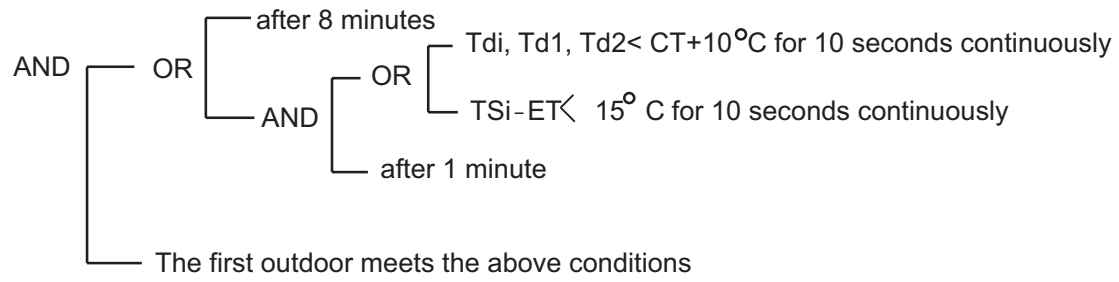 after 8 minutes
Tdi, Td1, Td2< CT+10°C for 10 seconds continuously
AND OR OR
AND TSi-ET< 15° C for 10 seconds continuously
after 1 minute
The first outdoor meets the above conditions